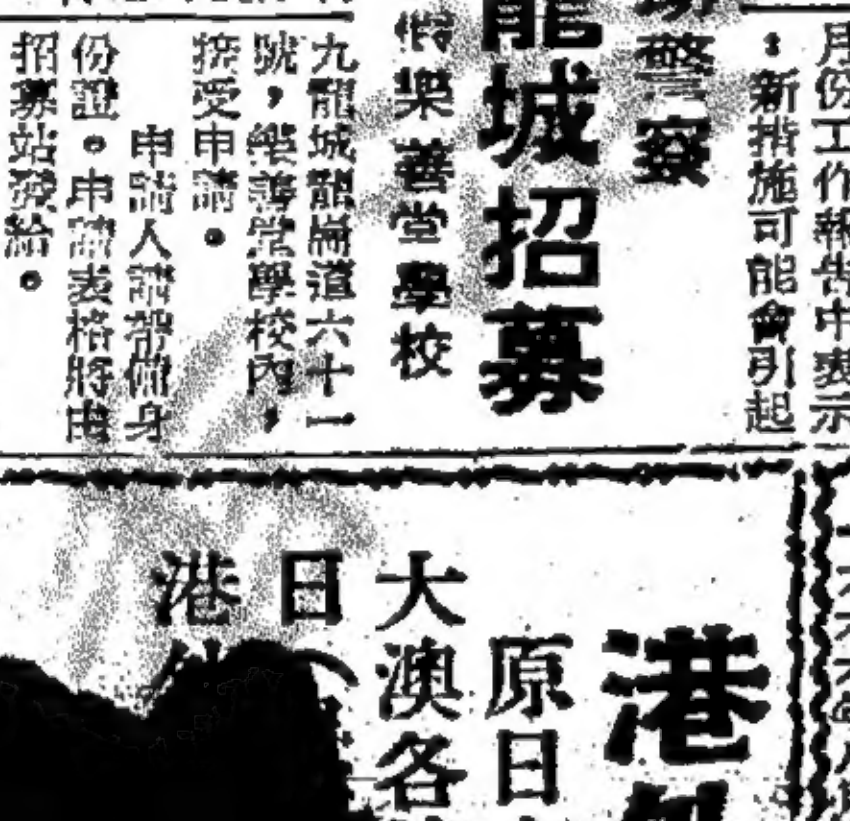 月份工作報告中表示
：新措施可能會引起
警察
龍城招募
假樂善堂學校
九龍城龍崗道六十一
號，樂善堂學校內，
接受申請。
申請人請帶備身
份證。申請表格將由
招募站發給。
港
原日
大澳各
日（
港